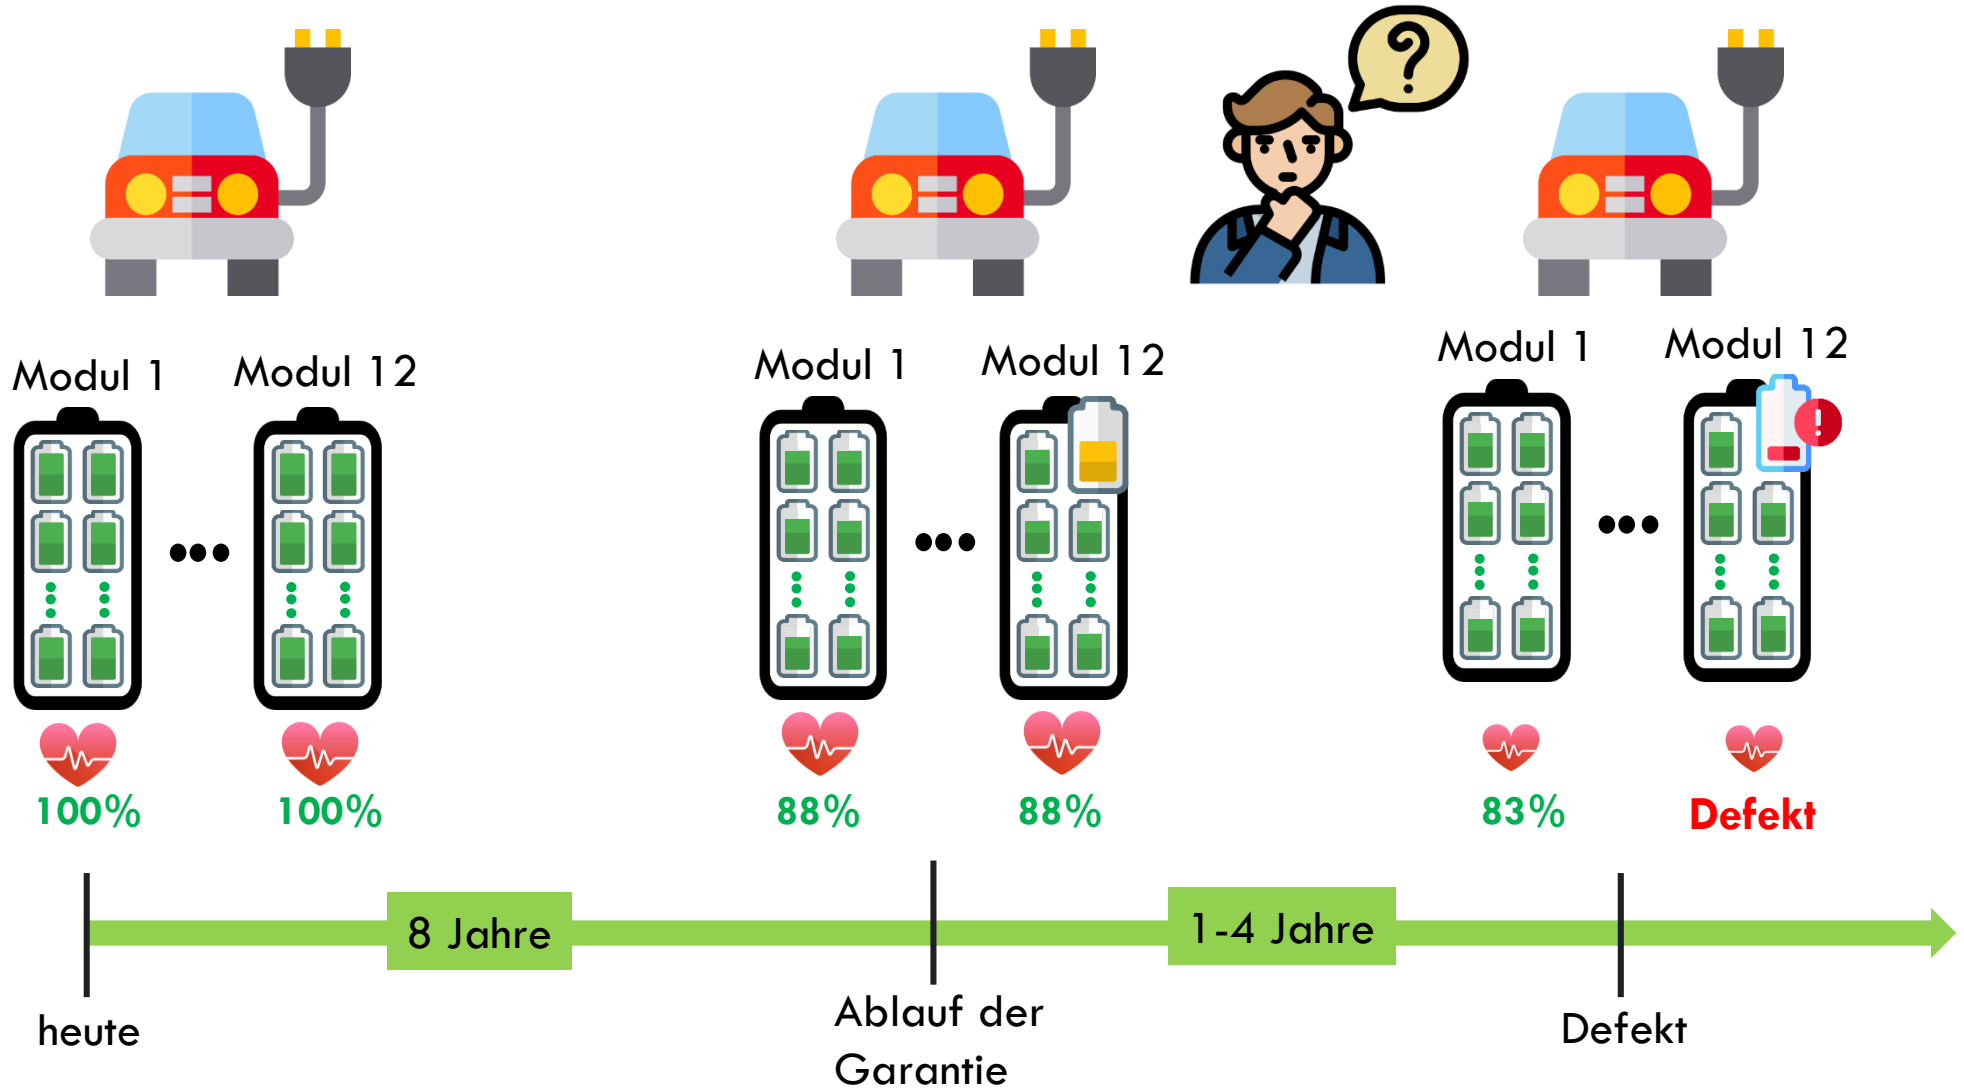 ?
Modul 1
Modul 12
Modul 1
Modul 12
Modul 1
Modul 12
!
100%
100%
88%
88%
83%
Defekt
8 Jahre
1-4 Jahre
heute
Ablauf der
Garantie
Defekt